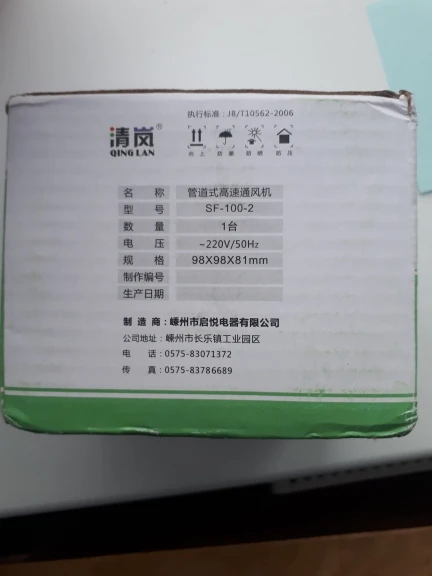 执行标准：JB/T10562-2006
清岚®
QING LAN
向上 防潮 防晒 防压
名 称 管道式高速通风机
型 号 SF-100-2
数 量 1台
电 压 ~220V/50Hz
规 格 98X98X81mm
制作编号
生产日期
制 造 商：嵊州市启悦电器有限公司
公司地址：嵊州市长乐镇工业园区
电 话：0575-83071372
传 真：0575-83786689